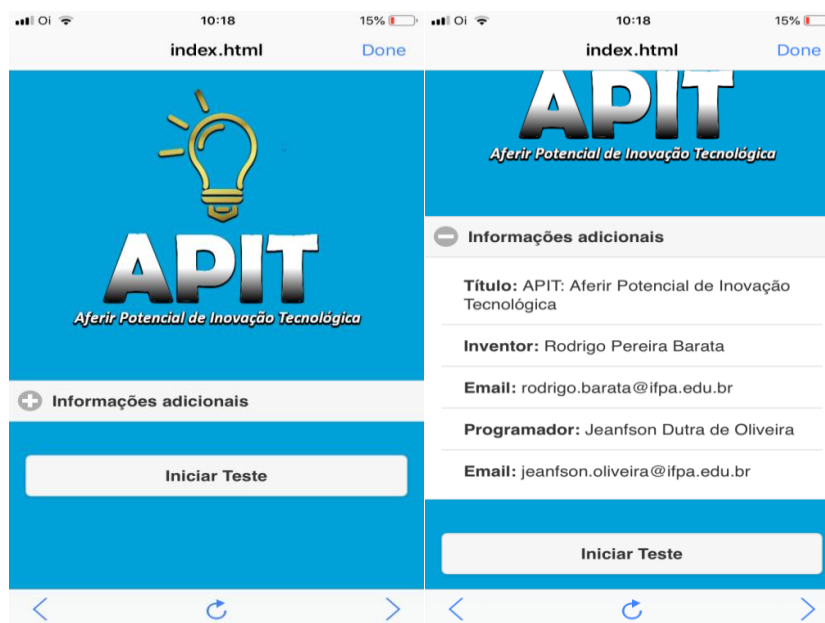 Oi 10:18 15%
index.html Done
APIT
Aferir Potencial de Inovação Tecnológica
Informações adicionais
Iniciar Teste
Oi 10:18 15%
index.html Done
APIT
Aferir Potencial de Inovação Tecnológica
Informações adicionais
Título: APIT: Aferir Potencial de Inovação
Tecnológica
Inventor: Rodrigo Pereira Barata
Email: rodrigo.barata@ifpa.edu.br
Programador: Jeanfson Dutra de Oliveira
Email: jeanfson.oliveira@ifpa.edu.br
Iniciar Teste